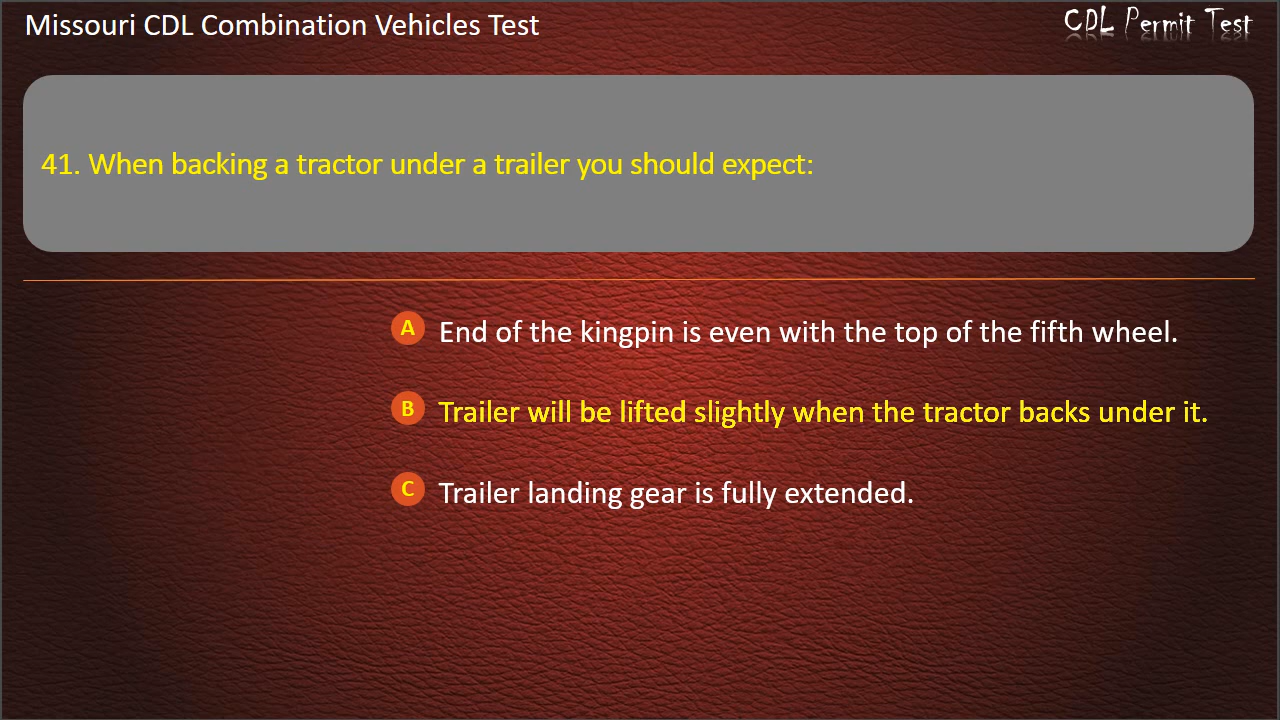 Missouri CDL Combination Vehicles Test
CDL Permit Test
41. When backing a tractor under a trailer you should expect:
A End of the kingpin is even with the top of the fifth wheel.
B Trailer will be lifted slightly when the tractor backs under it.
C Trailer landing gear is fully extended.